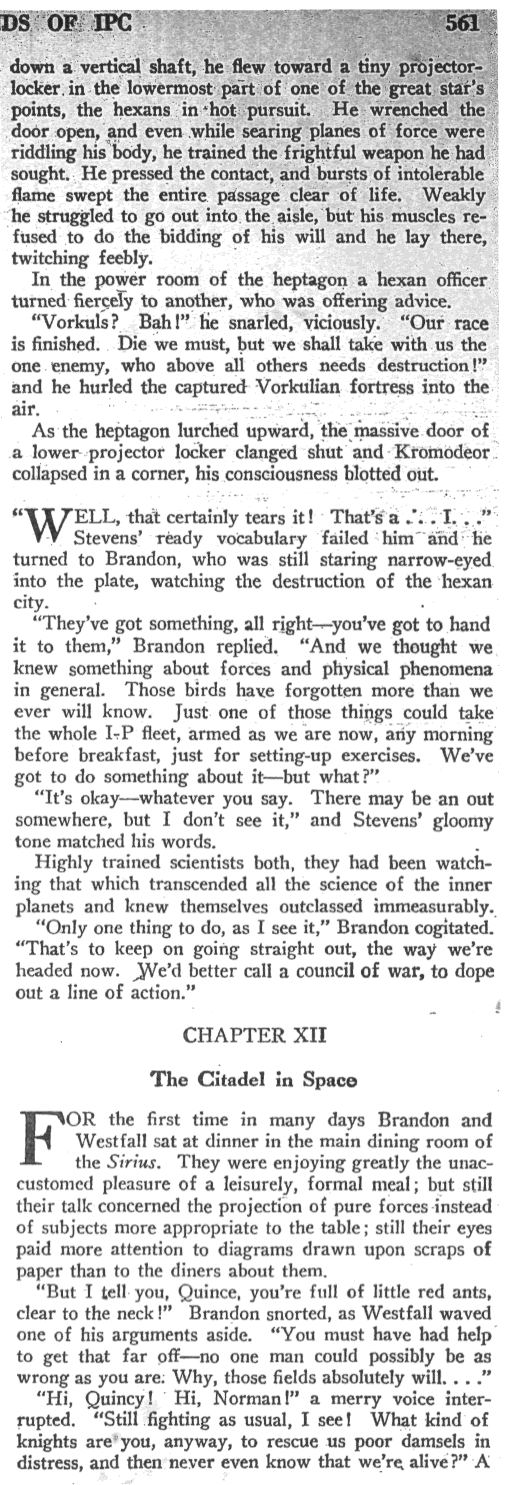 DS OF IPC 561
down a vertical shaft, he flew toward a tiny projector-
locker in the lowermost part of one of the great star's
points, the hexans in hot pursuit. He wrenched the
door open, and even while searing planes of force were
riddling his body, he trained the frightful weapon he had
sought. He pressed the contact, and bursts of intolerable
flame swept the entire passage clear of life. Weakly
he struggled to go out into the aisle, but his muscles re-
fused to do the bidding of his will and he lay there,
twitching feebly.
In the power room of the heptagon a hexan officer
turned fiercely to another, who was offering advice.
"Vorkuls? Bah!" he snarled, viciously. "Our race
is finished. Die we must, but we shall take with us the
one enemy, who above all others needs destruction!"
and he hurled the captured Vorkulian fortress into the
air.
As the heptagon lurched upward, the massive door of
a lower projector locker clanged shut and Kromodeor
collapsed in a corner, his consciousness blotted out.
"WELL, that certainly tears it! That's a . . . I. . ."
Stevens' ready vocabulary failed him and he
turned to Brandon, who was still staring narrow-eyed
into the plate, watching the destruction of the hexan
city.
"They've got something, all right—you've got to hand
it to them," Brandon replied. "And we thought we
knew something about forces and physical phenomena
in general. Those birds have forgotten more than we
ever will know. Just one of those things could take
the whole I-P fleet, armed as we are now, any morning
before breakfast, just for setting-up exercises. We've
got to do something about it—but what?"
"It's okay—whatever you say. There may be an out
somewhere, but I don't see it," and Stevens' gloomy
tone matched his words.
Highly trained scientists both, they had been watch-
ing that which transcended all the science of the inner
planets and knew themselves outclassed immeasurably.
"Only one thing to do, as I see it," Brandon cogitated.
"That's to keep on going straight out, the way we're
headed now. We'd better call a council of war, to dope
out a line of action."
CHAPTER XII
The Citadel in Space
FOR the first time in many days Brandon and
Westfall sat at dinner in the main dining room of
the Sirius. They were enjoying greatly the unac-
customed pleasure of a leisurely, formal meal; but still
their talk concerned the projection of pure forces instead
of subjects more appropriate to the table; still their eyes
paid more attention to diagrams drawn upon scraps of
paper than to the diners about them.
"But I tell you, Quince, you're full of little red ants,
clear to the neck!" Brandon snorted, as Westfall waved
one of his arguments aside. "You must have had help
to get that far off—no one man could possibly be as
wrong as you are. Why, those fields absolutely will. . . ."
"Hi, Quincy! Hi, Norman!" a merry voice inter-
rupted. "Still fighting as usual, I see! What kind of
knights are you, anyway, to rescue us poor damsels in
distress, and then never even know that we're alive?" A